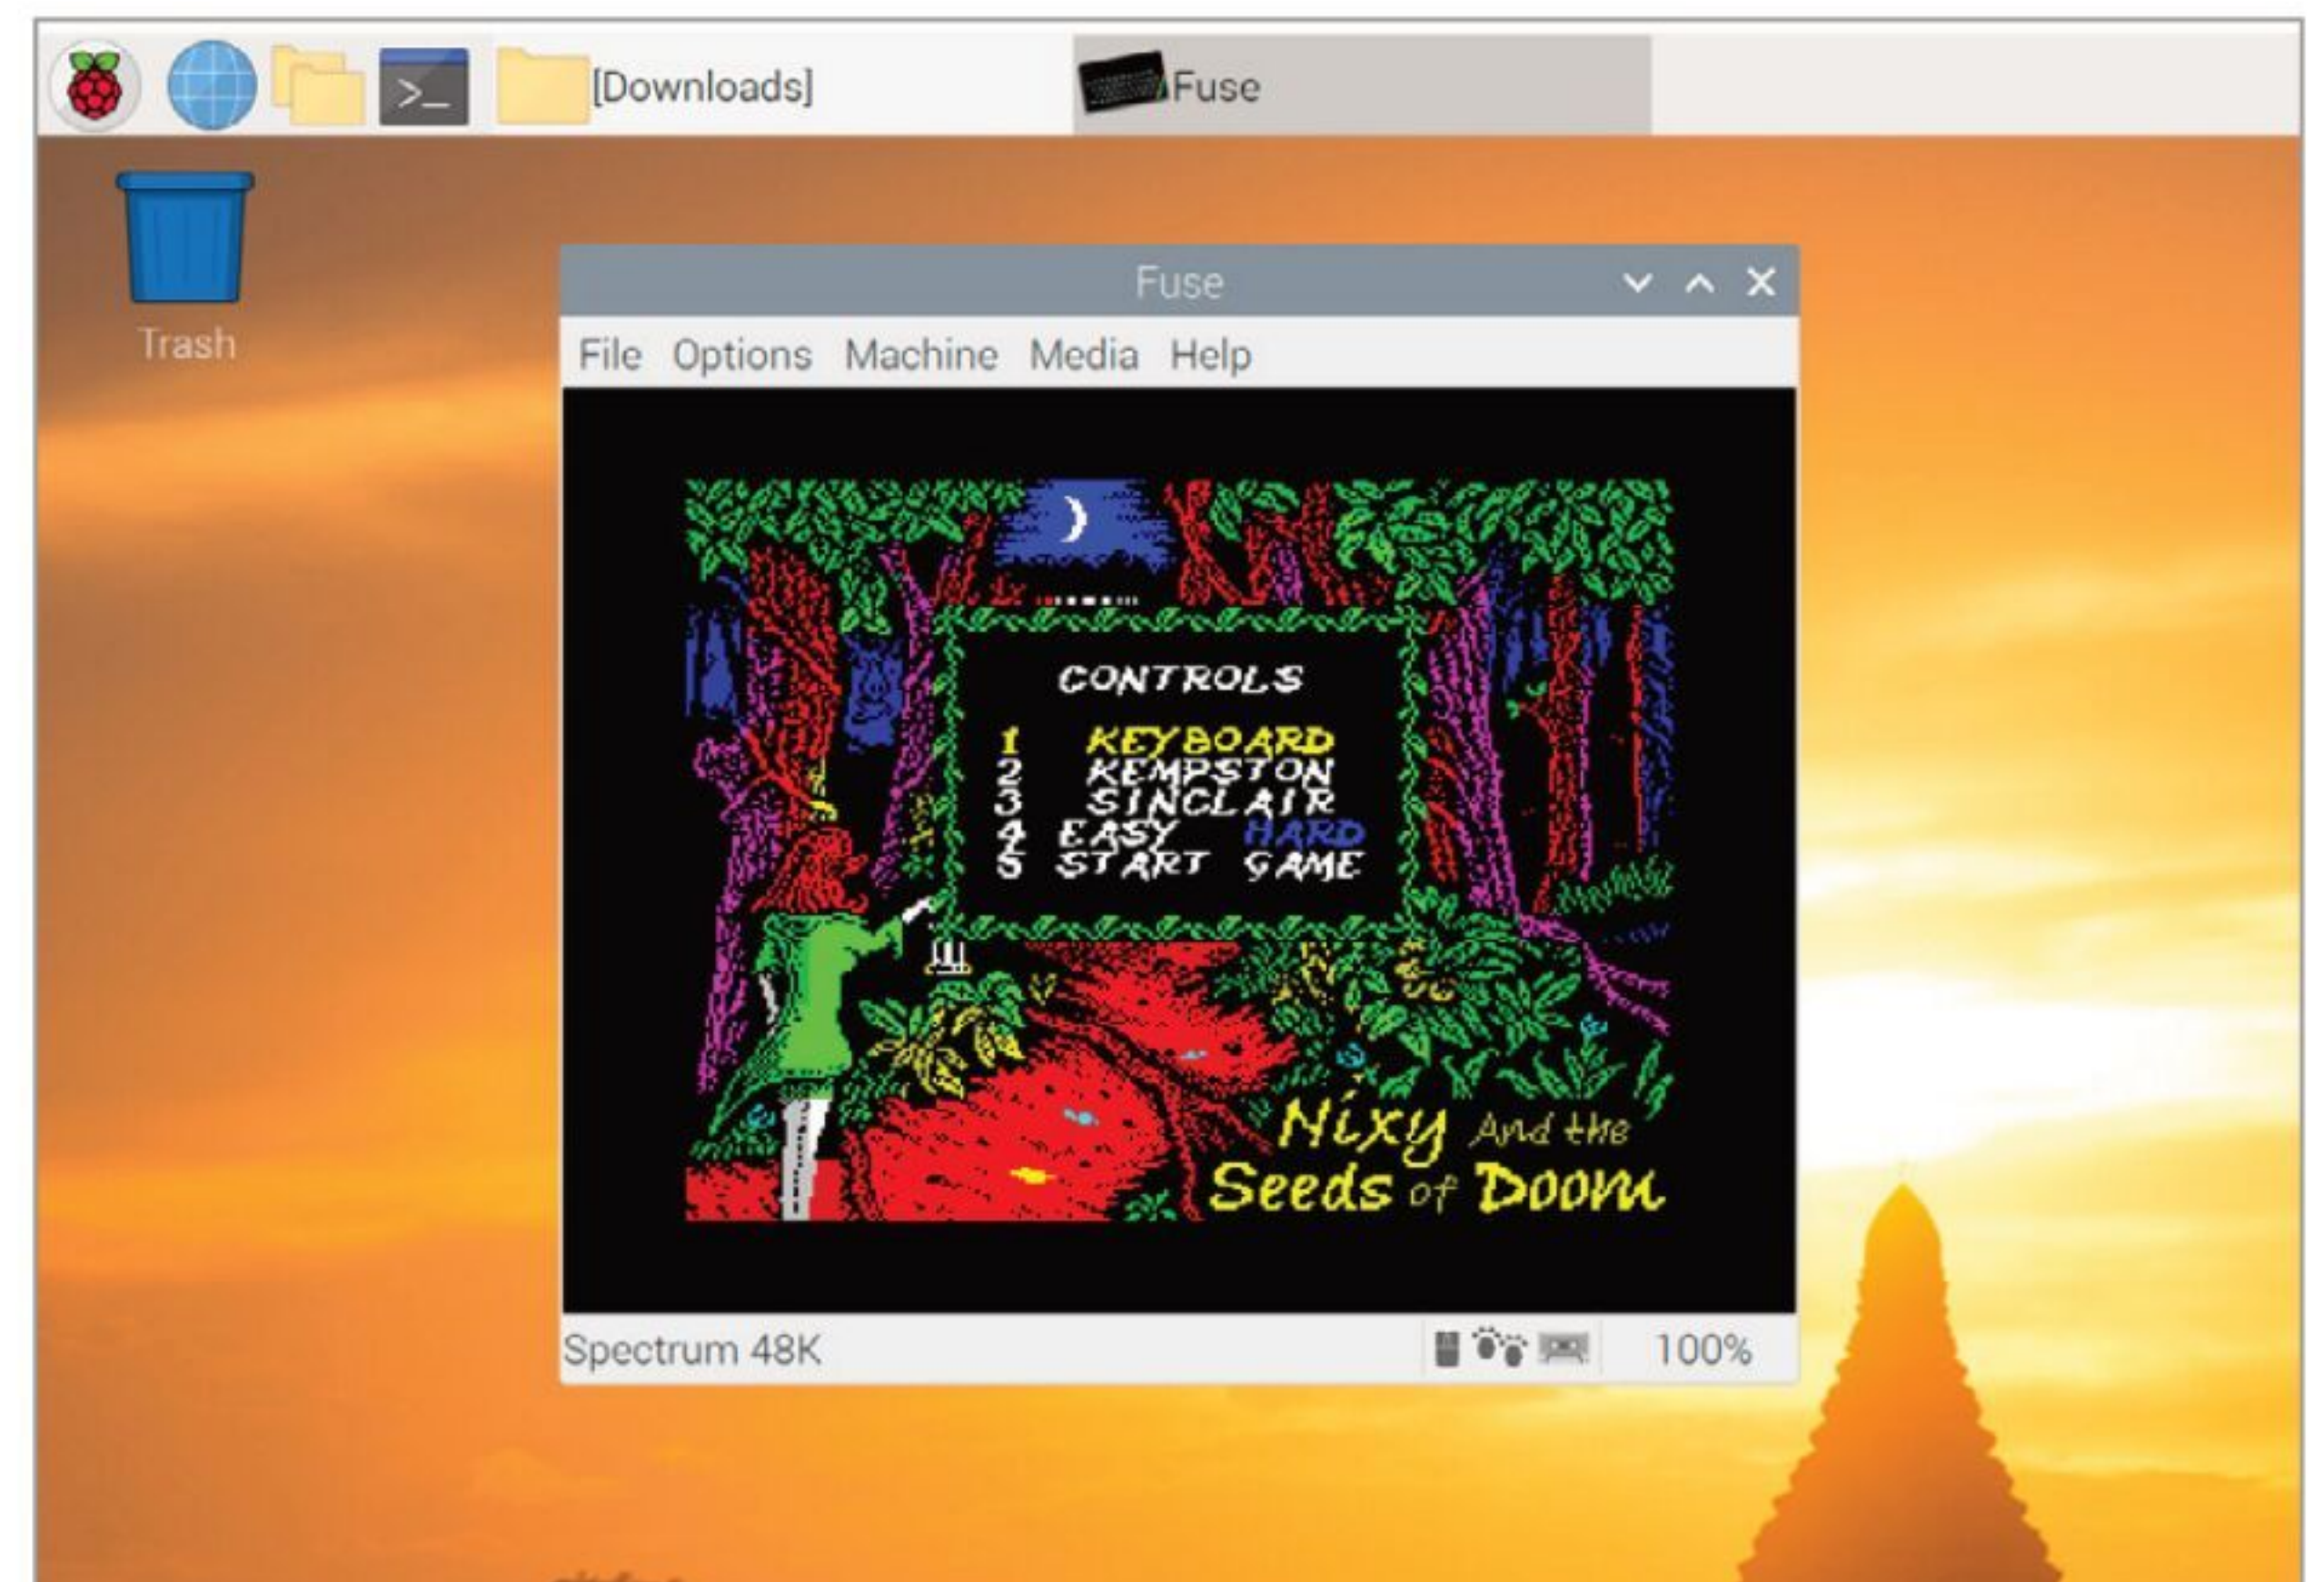 >_ [Downloads] Fuse
Trash
Fuse
File Options Machine Media Help
CONTROLS
1 KEYBOARD
2 KEMPSTON
3 SINCLAIR
4 EASY HARD
5 START GAME
Nixy And the
Seeds of Doom
Spectrum 48K 100%